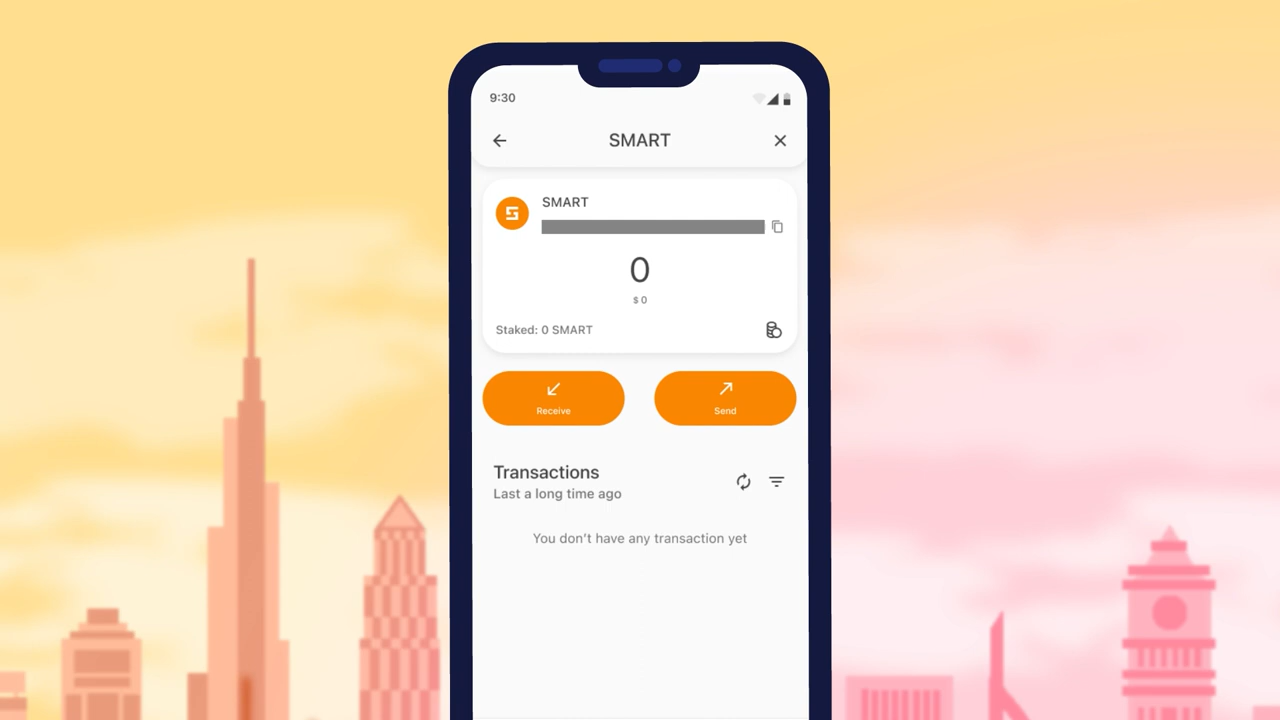 9:30
SMART
SMART
0
$ 0
Staked: 0 SMART
Receive
Send
Transactions
Last a long time ago
You don't have any transaction yet